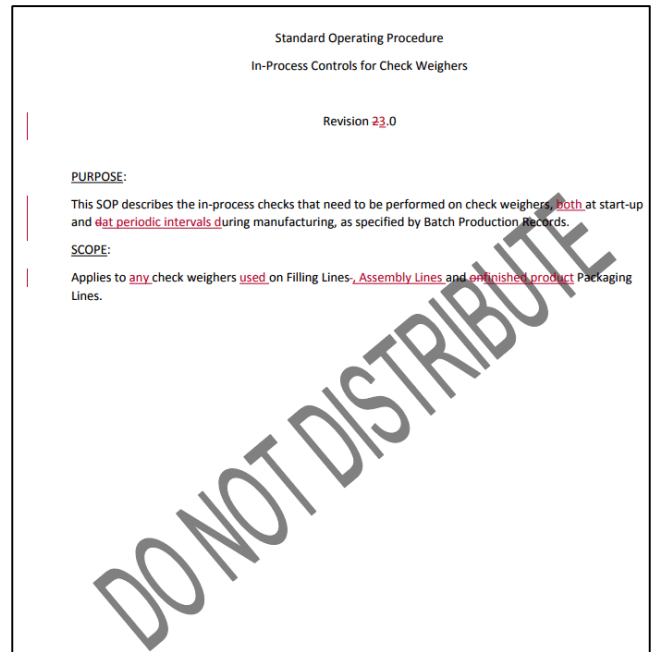 Standard Operating Procedure
In-Process Controls for Check Weighers
Revision 23.0
PURPOSE:
This SOP describes the in-process checks that need to be performed on check weighers, both at start-up
and dat periodic intervals during manufacturing, as specified by Batch Production Records.
SCOPE:
Applies to any check weighers used on Filling Lines , Assembly Lines and onfinished product Packaging
Lines.
DO NOT DISTRIBUTE